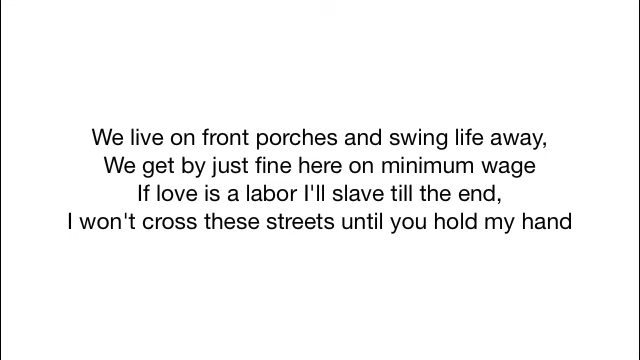 We live on front porches and swing life away,
We get by just fine here on minimum wage
If love is a labor I'll slave till the end,
I won't cross these streets until you hold my hand